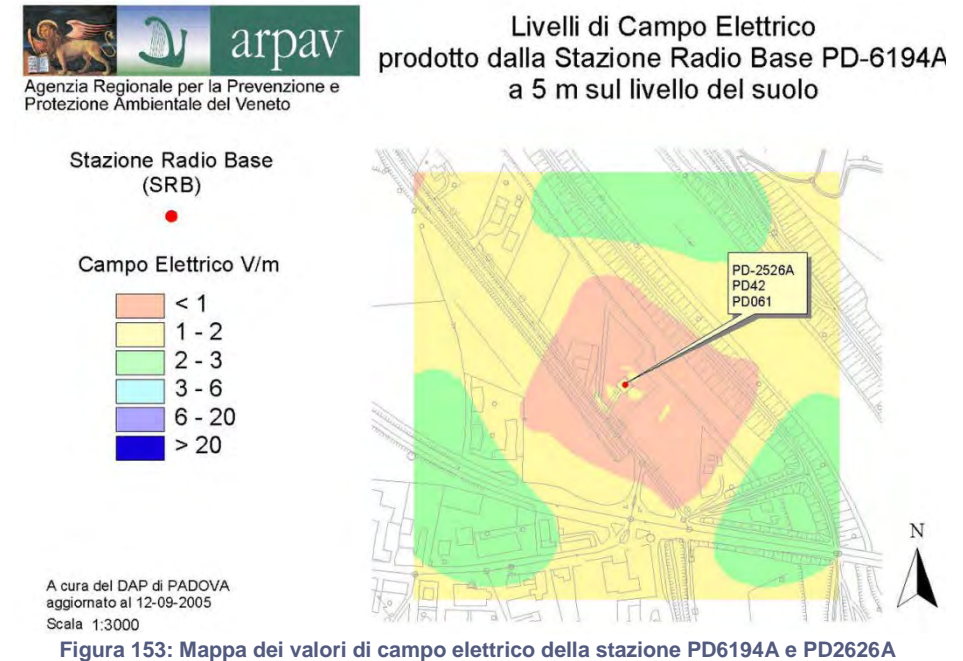 arpav
Agenzia Regionale per la Prevenzione e
Protezione Ambientale del Veneto
Livelli di Campo Elettrico
prodotto dalla Stazione Radio Base PD-6194A
a 5 m sul livello del suolo
Stazione Radio Base
(SRB)
Campo Elettrico V/m
< 1
1 - 2
2 - 3
3 - 6
6 - 20
> 20
PD-2526A
PD42
PD061
N
A cura del DAP di PADOVA
aggiornato al 12-09-2005
Scala 1:3000
Figura 153: Mappa dei valori di campo elettrico della stazione PD6194A e PD2626A